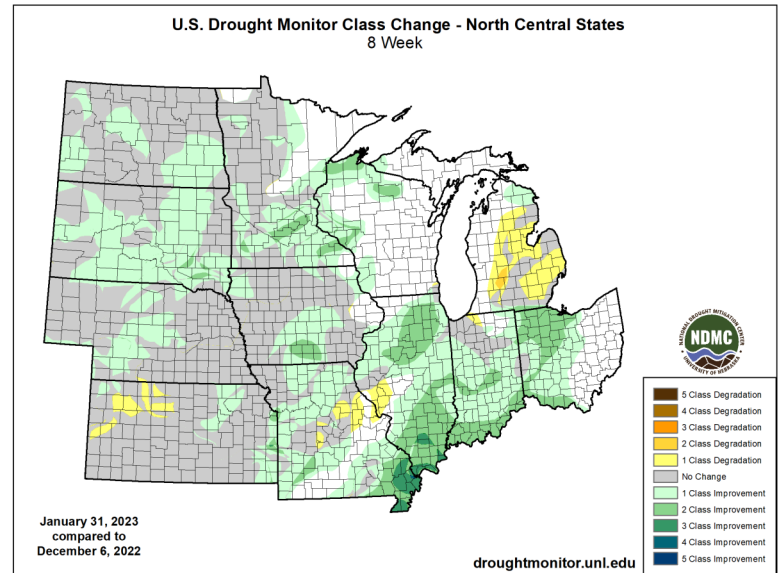 U.S. Drought Monitor Class Change - North Central States
8 Week
NATIONAL DROUGHT MITIGATION CENTER
NDMC
UNIVERSITY OF NEBRASKA
5 Class Degradation
4 Class Degradation
3 Class Degradation
2 Class Degradation
1 Class Degradation
No Change
1 Class Improvement
2 Class Improvement
3 Class Improvement
4 Class Improvement
5 Class Improvement
January 31, 2023
compared to
December 6, 2022
droughtmonitor.unl.edu